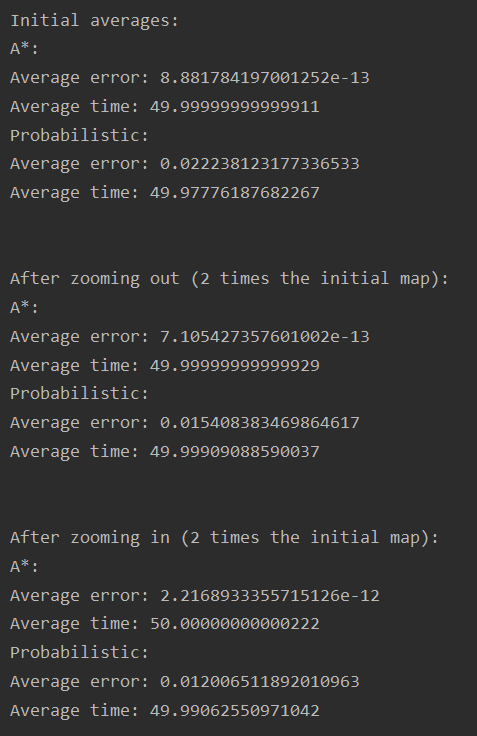 Initial averages:
A*:
Average error: 8.881784197001252e-13
Average time: 49.99999999999911
Probabilistic:
Average error: 0.022238123177336533
Average time: 49.97776187682267
After zooming out (2 times the initial map):
A*:
Average error: 7.105427357601002e-13
Average time: 49.99999999999929
Probabilistic:
Average error: 0.015408383469864617
Average time: 49.99909088590037
After zooming in (2 times the initial map):
A*:
Average error: 2.2168933355715126e-12
Average time: 50.00000000000222
Probabilistic:
Average error: 0.012006511892010963
Average time: 49.99062550971042